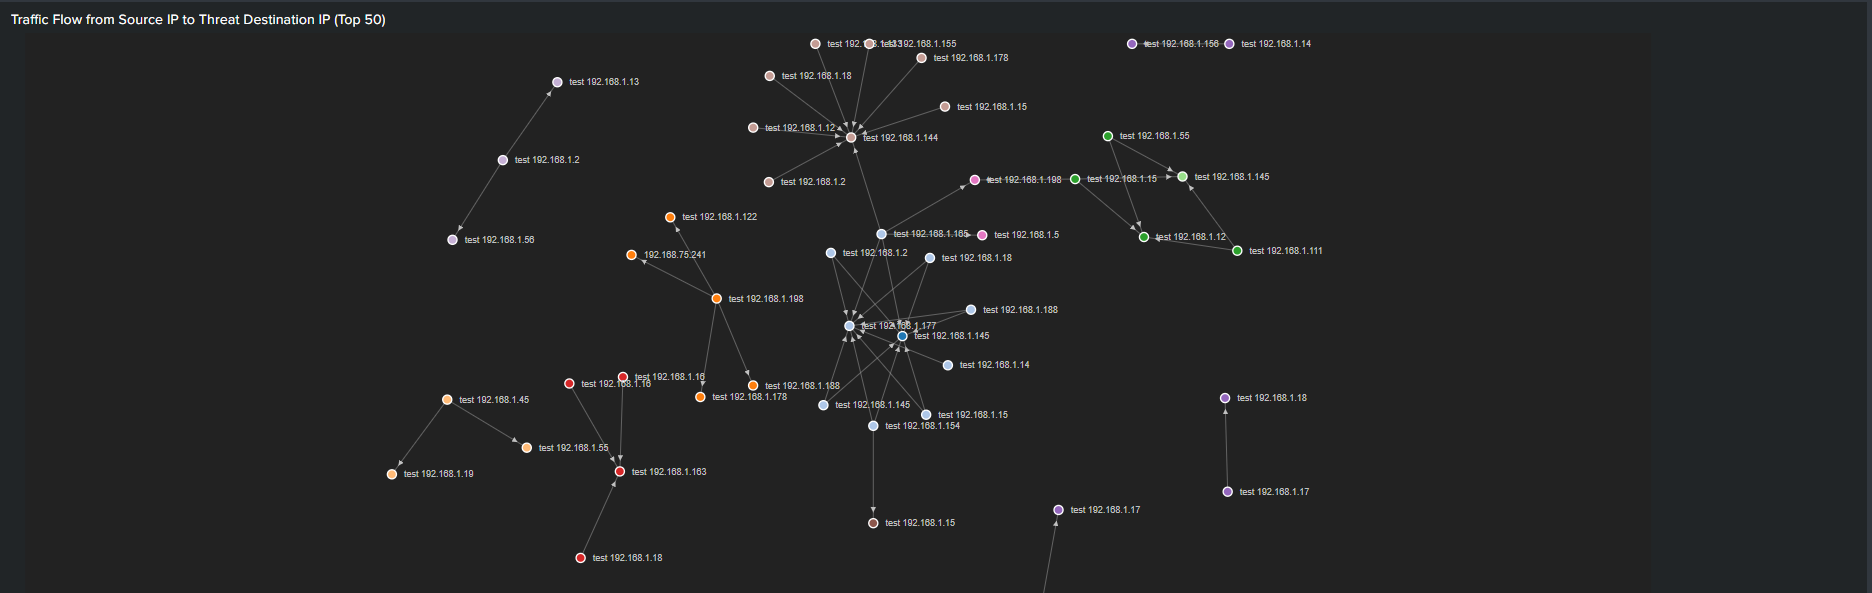 Traffic Flow from Source IP to Threat Destination IP (Top 50)
test 192.168.1.155
test 192.168.1.156
test 192.168.1.14
test 192.168.1.178
test 192.168.1.18
test 192.168.1.13
test 192.168.1.15
test 192.168.1.12
test 192.168.1.144
test 192.168.1.55
test 192.168.1.2
test 192.168.1.145
test 192.168.1.198
test 192.168.1.15
test 192.168.1.2
test 192.168.1.122
test 192.168.1.165
test 192.168.1.5
test 192.168.1.12
test 192.168.1.56
test 192.168.1.111
192.168.75.241
test 192.168.1.2
test 192.168.1.18
test 192.168.1.198
test 192.168.1.188
test 192.168.1.177
test 192.168.1.145
test 192.168.1.14
test 192.168.1.16
test 192.168.1.16
test 192.168.1.188
test 192.168.1.178
test 192.168.1.18
test 192.168.1.45
test 192.168.1.145
test 192.168.1.15
test 192.168.1.154
test 192.168.1.55
test 192.168.1.163
test 192.168.1.19
test 192.168.1.17
test 192.168.1.17
test 192.168.1.15
test 192.168.1.18